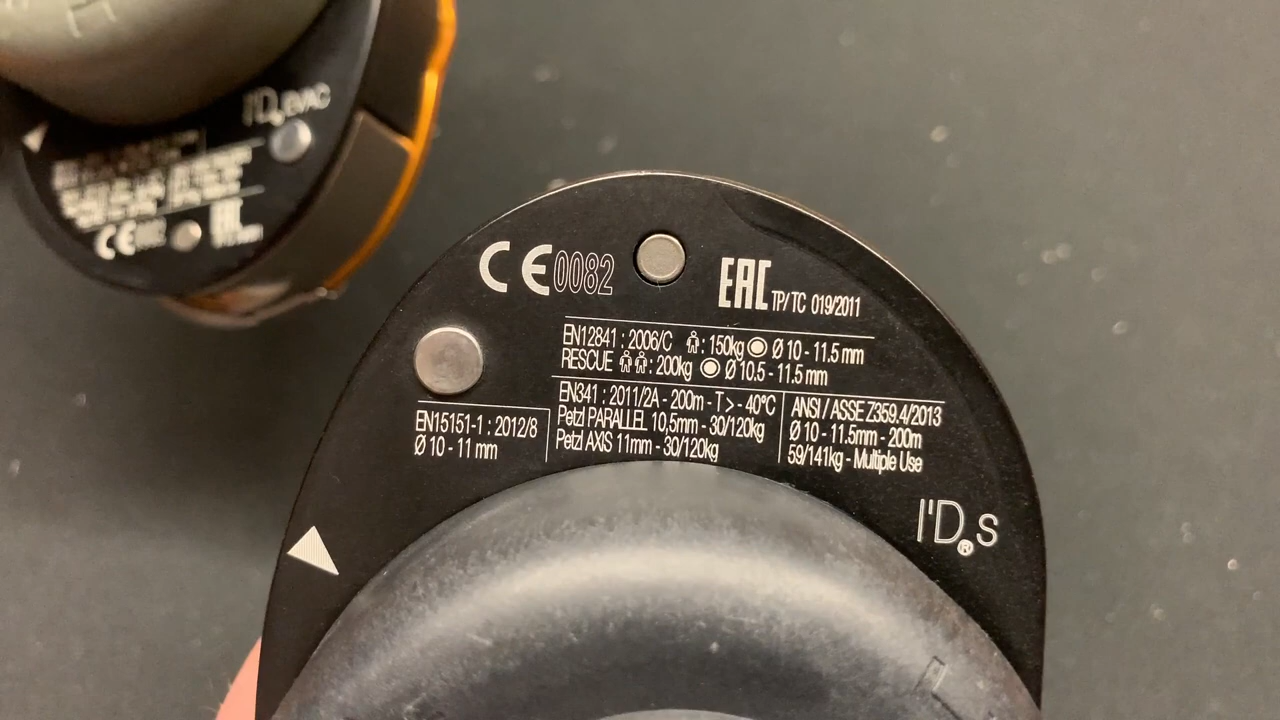 I'D® EVAC
CE
EAC
CE 0082
EAC TP/TC 019/2011
EN12841 : 2006/C : 150kg Ø 10 - 11.5 mm
RESCUE : 200kg Ø 10.5 - 11.5 mm
EN341 : 2011/2A - 200m - T > - 40°C
Petzl PARALLEL 10,5mm - 30/120kg
Petzl AXIS 11mm - 30/120kg
ANSI / ASSE Z359.4/2013
Ø 10 - 11.5mm - 200m
59/141kg - Multiple Use
EN15151-1 : 2012/8
Ø 10 - 11 mm
I'D® S